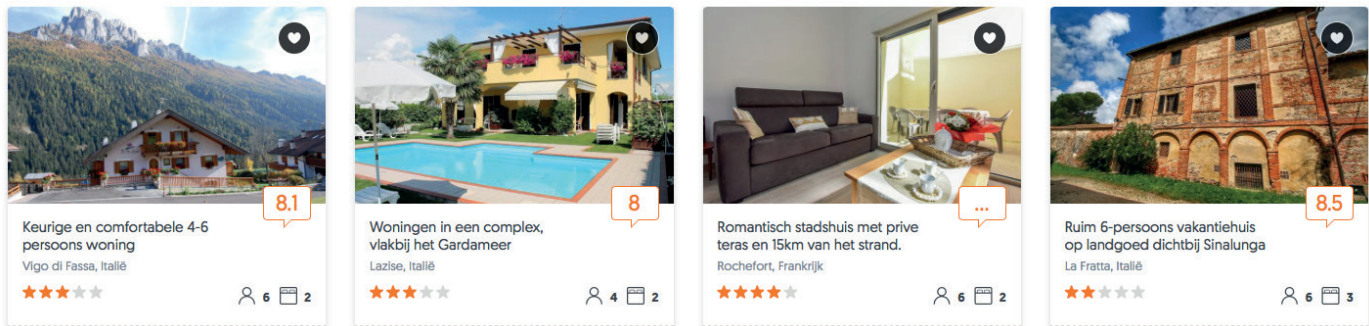 8.1
Keurige en comfortabele 4-6
persoons woning
Vigo di Fassa, Italië
6 2
8
Woningen in een complex,
vlakbij het Gardameer
Lazise, Italië
4 2
...
Romantisch stadshuis met prive
teras en 15km van het strand.
Rochefort, Frankrijk
6 2
8.5
Ruim 6-persoons vakantiehuis
op landgoed dichtbij Sinalunga
La Fratta, Italië
6 3